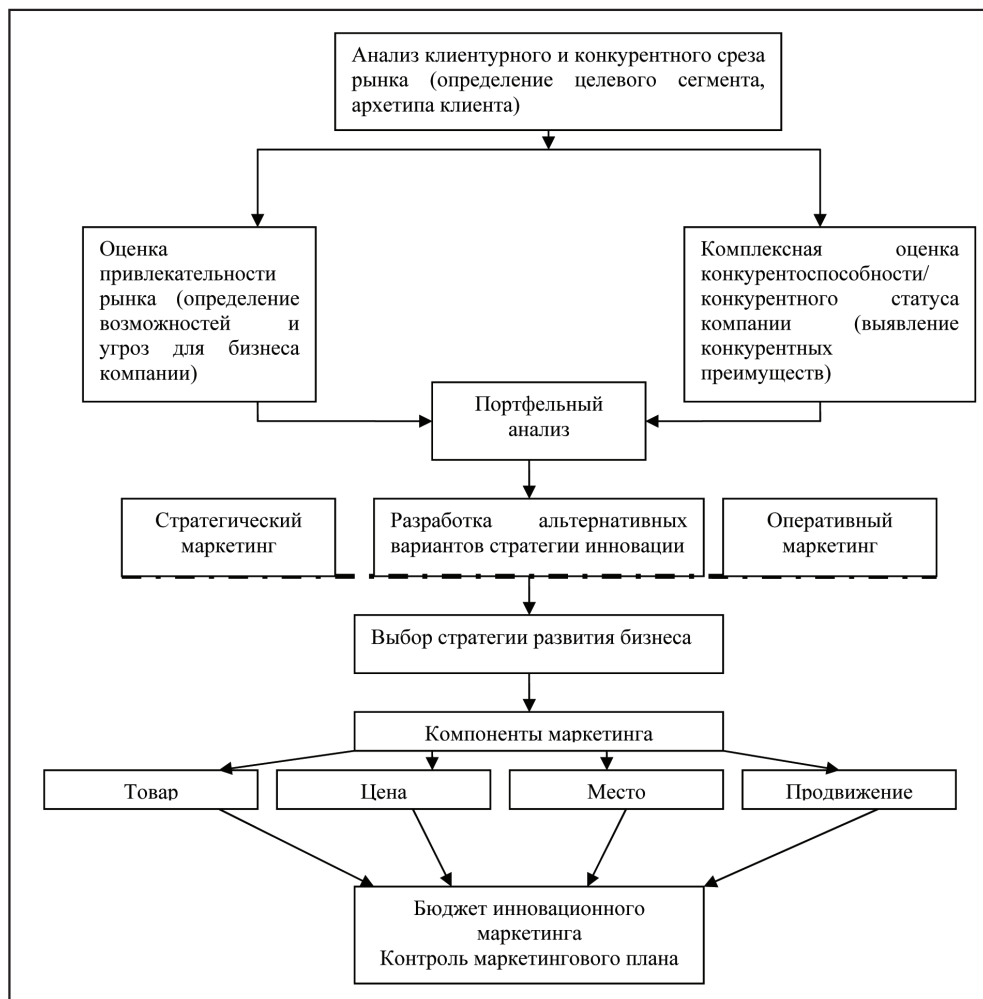 Анализ клиентурного и конкурентного среза
рынка (определение целевого сегмента,
архетипа клиента)
Оценка
привлекательности
рынка (определение
возможностей и
угроз для бизнеса
компании)
Комплексная оценка
конкурентоспособности/
конкурентного статуса
компании (выявление
конкурентных
преимуществ)
Портфельный
анализ
Стратегический
маркетинг
Разработка альтернативных
вариантов стратегии инновации
Оперативный
маркетинг
Выбор стратегии развития бизнеса
Компоненты маркетинга
Товар
Цена
Место
Продвижение
Бюджет инновационного
маркетинга
Контроль маркетингового плана